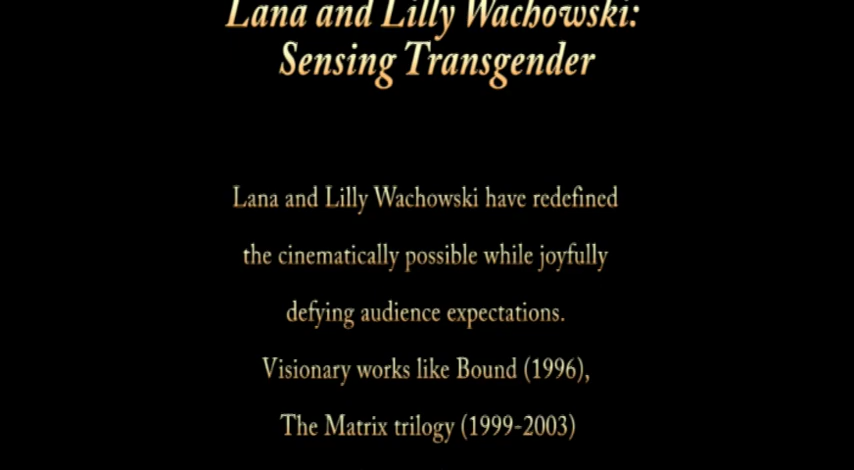 Lana and Lilly Wachowski:
Sensing Transgender
Lana and Lilly Wachowski have redefined
the cinematically possible while joyfully
defying audience expectations.
Visionary works like Bound (1996),
The Matrix trilogy (1999-2003)